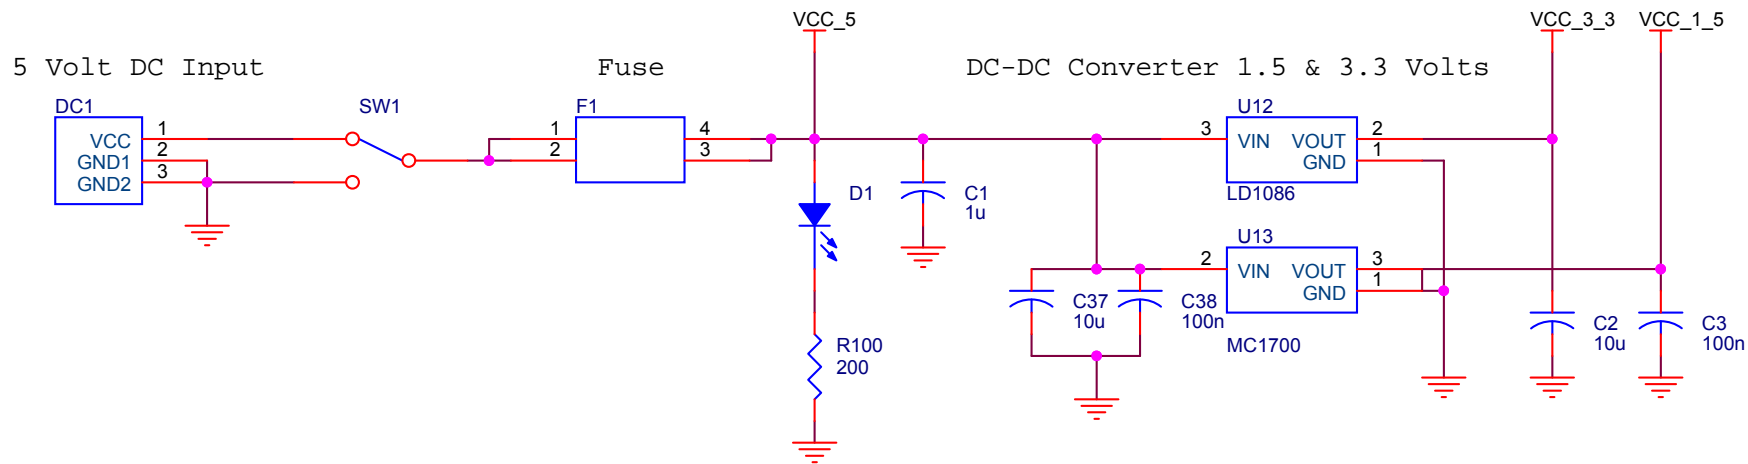 VCC_5
VCC_3_3 VCC_1_5
5 Volt DC Input
Fuse
DC-DC Converter 1.5 & 3.3 Volts
DC1
VCC 1
GND1 2
GND2 3
SW1
F1
1
2
4
3
D1
R100
200
C1
1u
U12
3 VIN VOUT 2
GND 1
LD1086
U13
2 VIN VOUT 3
GND 1
MC1700
C37
10u
C38
100n
C2
10u
C3
100n